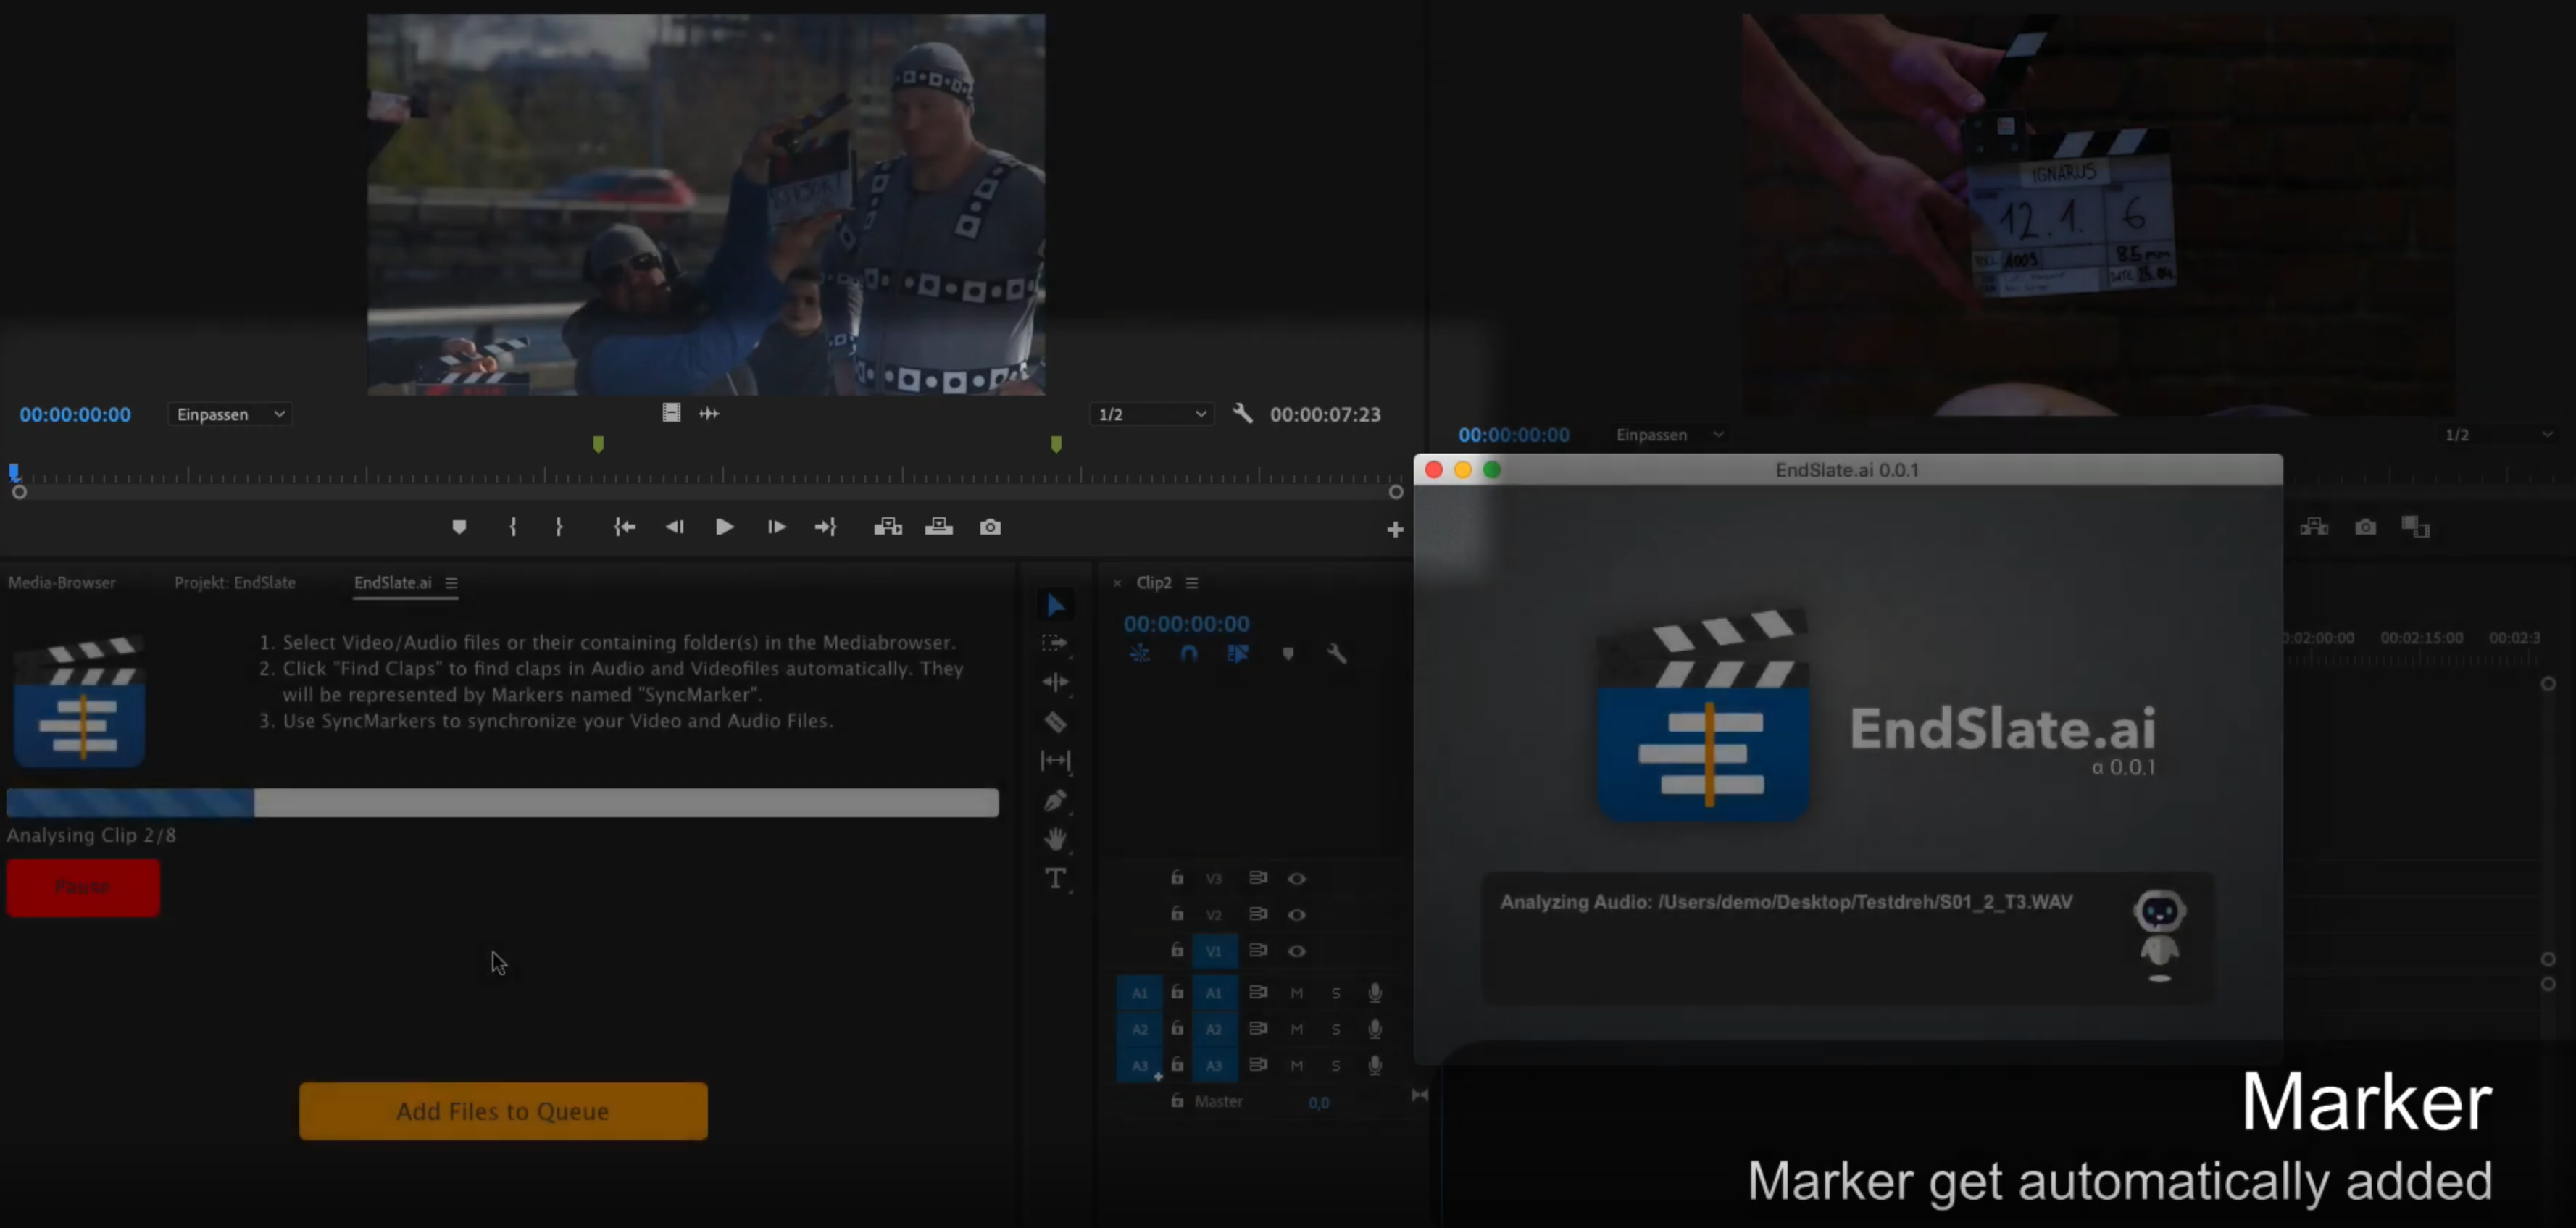 IGNARUS
12.1.
6
A003
85 mm
DATE
00:00:00:00
Einpassen
1/2
00:00:07:23
00:00:00:00
Einpassen
1/2
EndSlate.ai 0.0.1
Media-Browser
Projekt: EndSlate
EndSlate.ai
1. Select Video/Audio files or their containing folder(s) in the Mediabrowser.
2. Click "Find Claps" to find claps in Audio and Videofiles automatically. They
will be represented by Markers named "SyncMarker".
3. Use SyncMarkers to synchronize your Video and Audio Files.
Analysing Clip 2/8
Pause
Add Files to Queue
Clip2
00:00:00:00
0:02:00:00
00:02:15:00
00:02:3
V3
V2
V1
A1 A1 M S
A2 A2 M S
A3 A3 M S
Master 0,0
EndSlate.ai
α 0.0.1
Analyzing Audio: /Users/demo/Desktop/Testdreh/S01_2_T3.WAV
Marker
Marker get automatically added